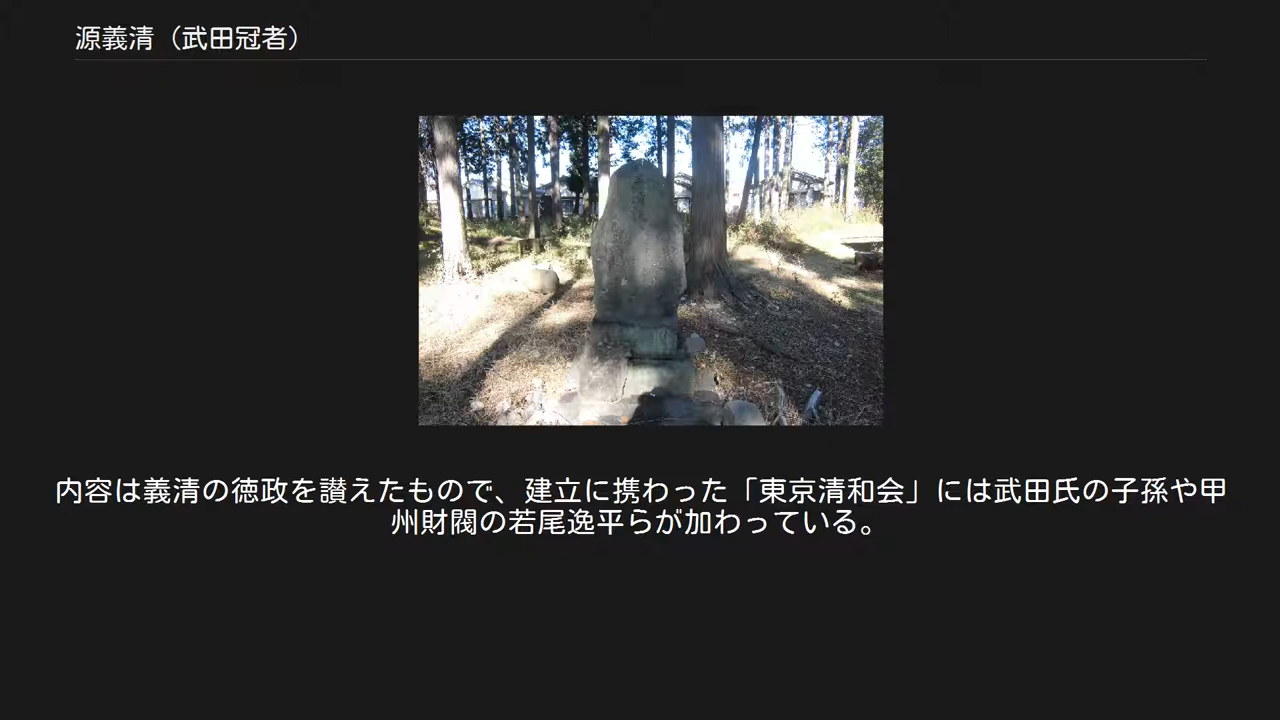 源義清（武田冠者）
内容は義清の徳政を讃えたもので、建立に携わった「東京清和会」には武田氏の子孫や甲
州財閥の若尾逸平らが加わっている。